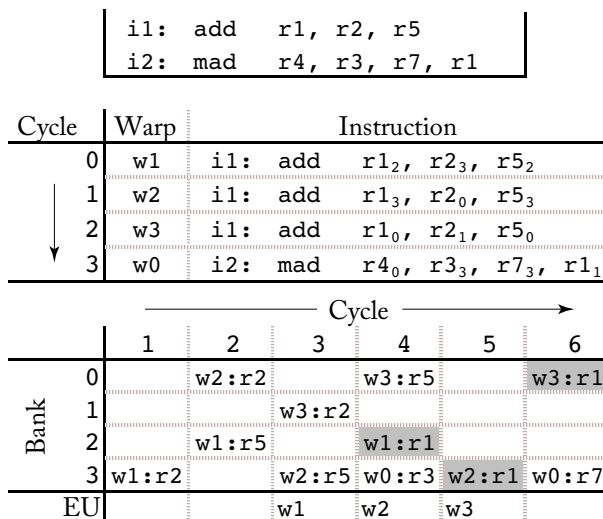 i1: add r1, r2, r5
i2: mad r4, r3, r7, r1
Cycle Warp Instruction
0 w1 i1: add r1₂, r2₃, r5₂
1 w2 i1: add r1₃, r2₀, r5₃
2 w3 i1: add r1₀, r2₁, r5₀
3 w0 i2: mad r4₀, r3₃, r7₃, r1₁
Cycle
1 2 3 4 5 6
Bank
0 w2:r2 w3:r5 w3:r1
1 w3:r2
2 w1:r5 w1:r1
3 w1:r2 w2:r5 w0:r3 w2:r1 w0:r7
EU w1 w2 w3